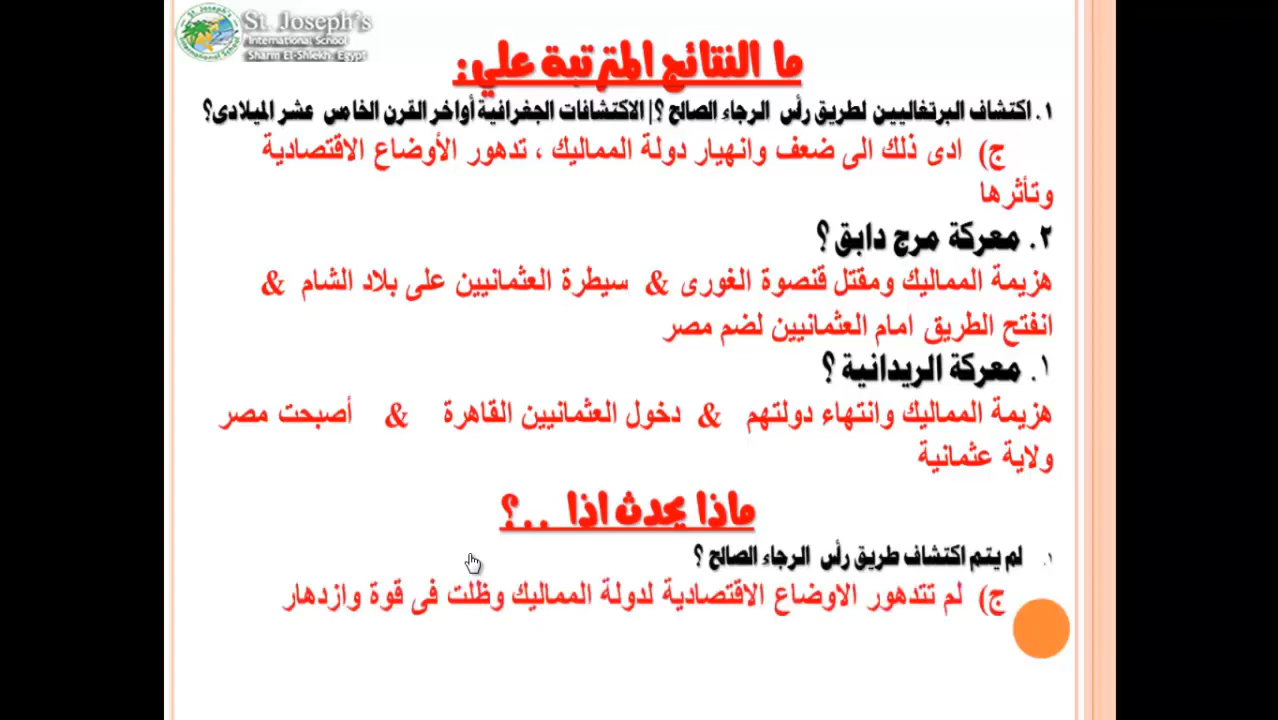 St. Joseph's
International School
Sharm El-Shiekh, Egypt
ما النتائج المترتبة علي:
١. اكتشاف البرتغاليين لطريق رأس الرجاء الصالح ؟| الاكتشافات الجغرافية أواخر القرن الخامس عشر الميلادى؟
ج) ادى ذلك الى ضعف وانهيار دولة المماليك ، تدهور الأوضاع الاقتصادية
وتأثرها
٢. معركة مرج دابق ؟
هزيمة المماليك ومقتل قنصوة الغورى & سيطرة العثمانيين على بلاد الشام &
انفتح الطريق امام العثمانيين لضم مصر
١. معركة الريدانية ؟
هزيمة المماليك وانتهاء دولتهم & دخول العثمانيين القاهرة & أصبحت مصر
ولاية عثمانية
ماذا يحدث اذا ..؟
١. لم يتم اكتشاف طريق رأس الرجاء الصالح ؟
ج) لم تتدهور الاوضاع الاقتصادية لدولة المماليك وظلت فى قوة وازدهار